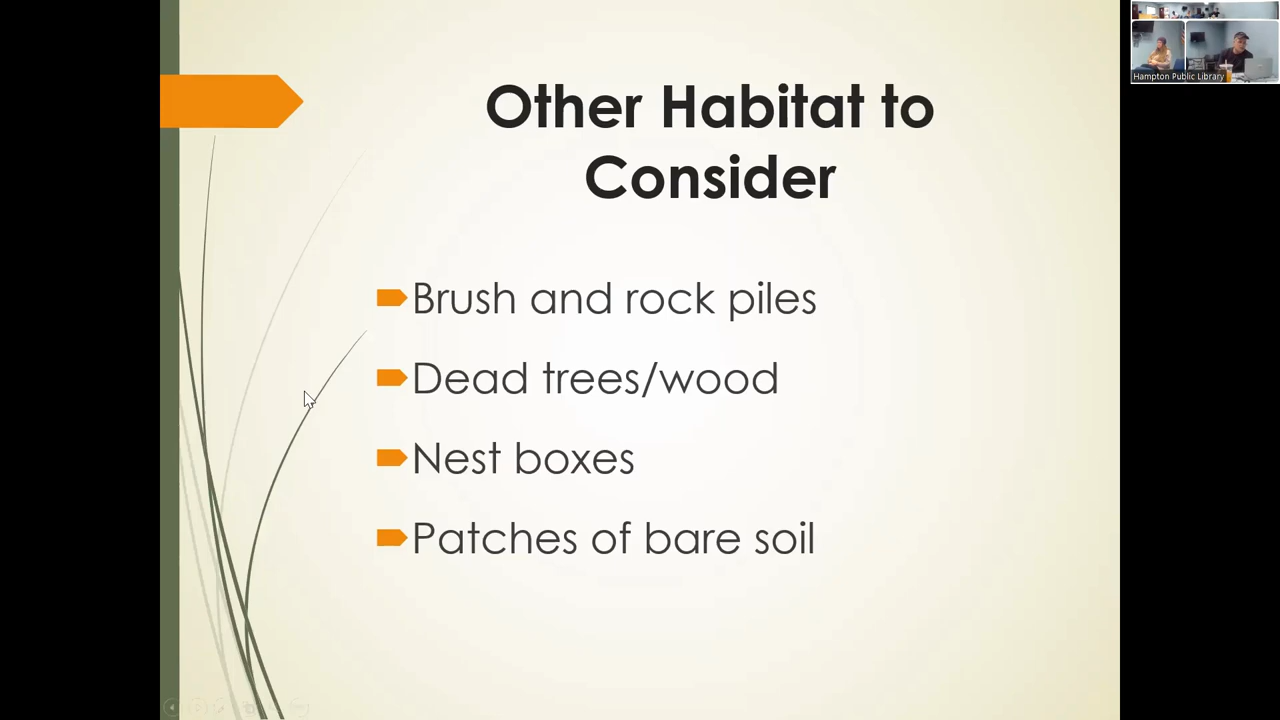 Other Habitat to
Consider
Brush and rock piles
Dead trees/wood
Nest boxes
Patches of bare soil
Hampton Public Library